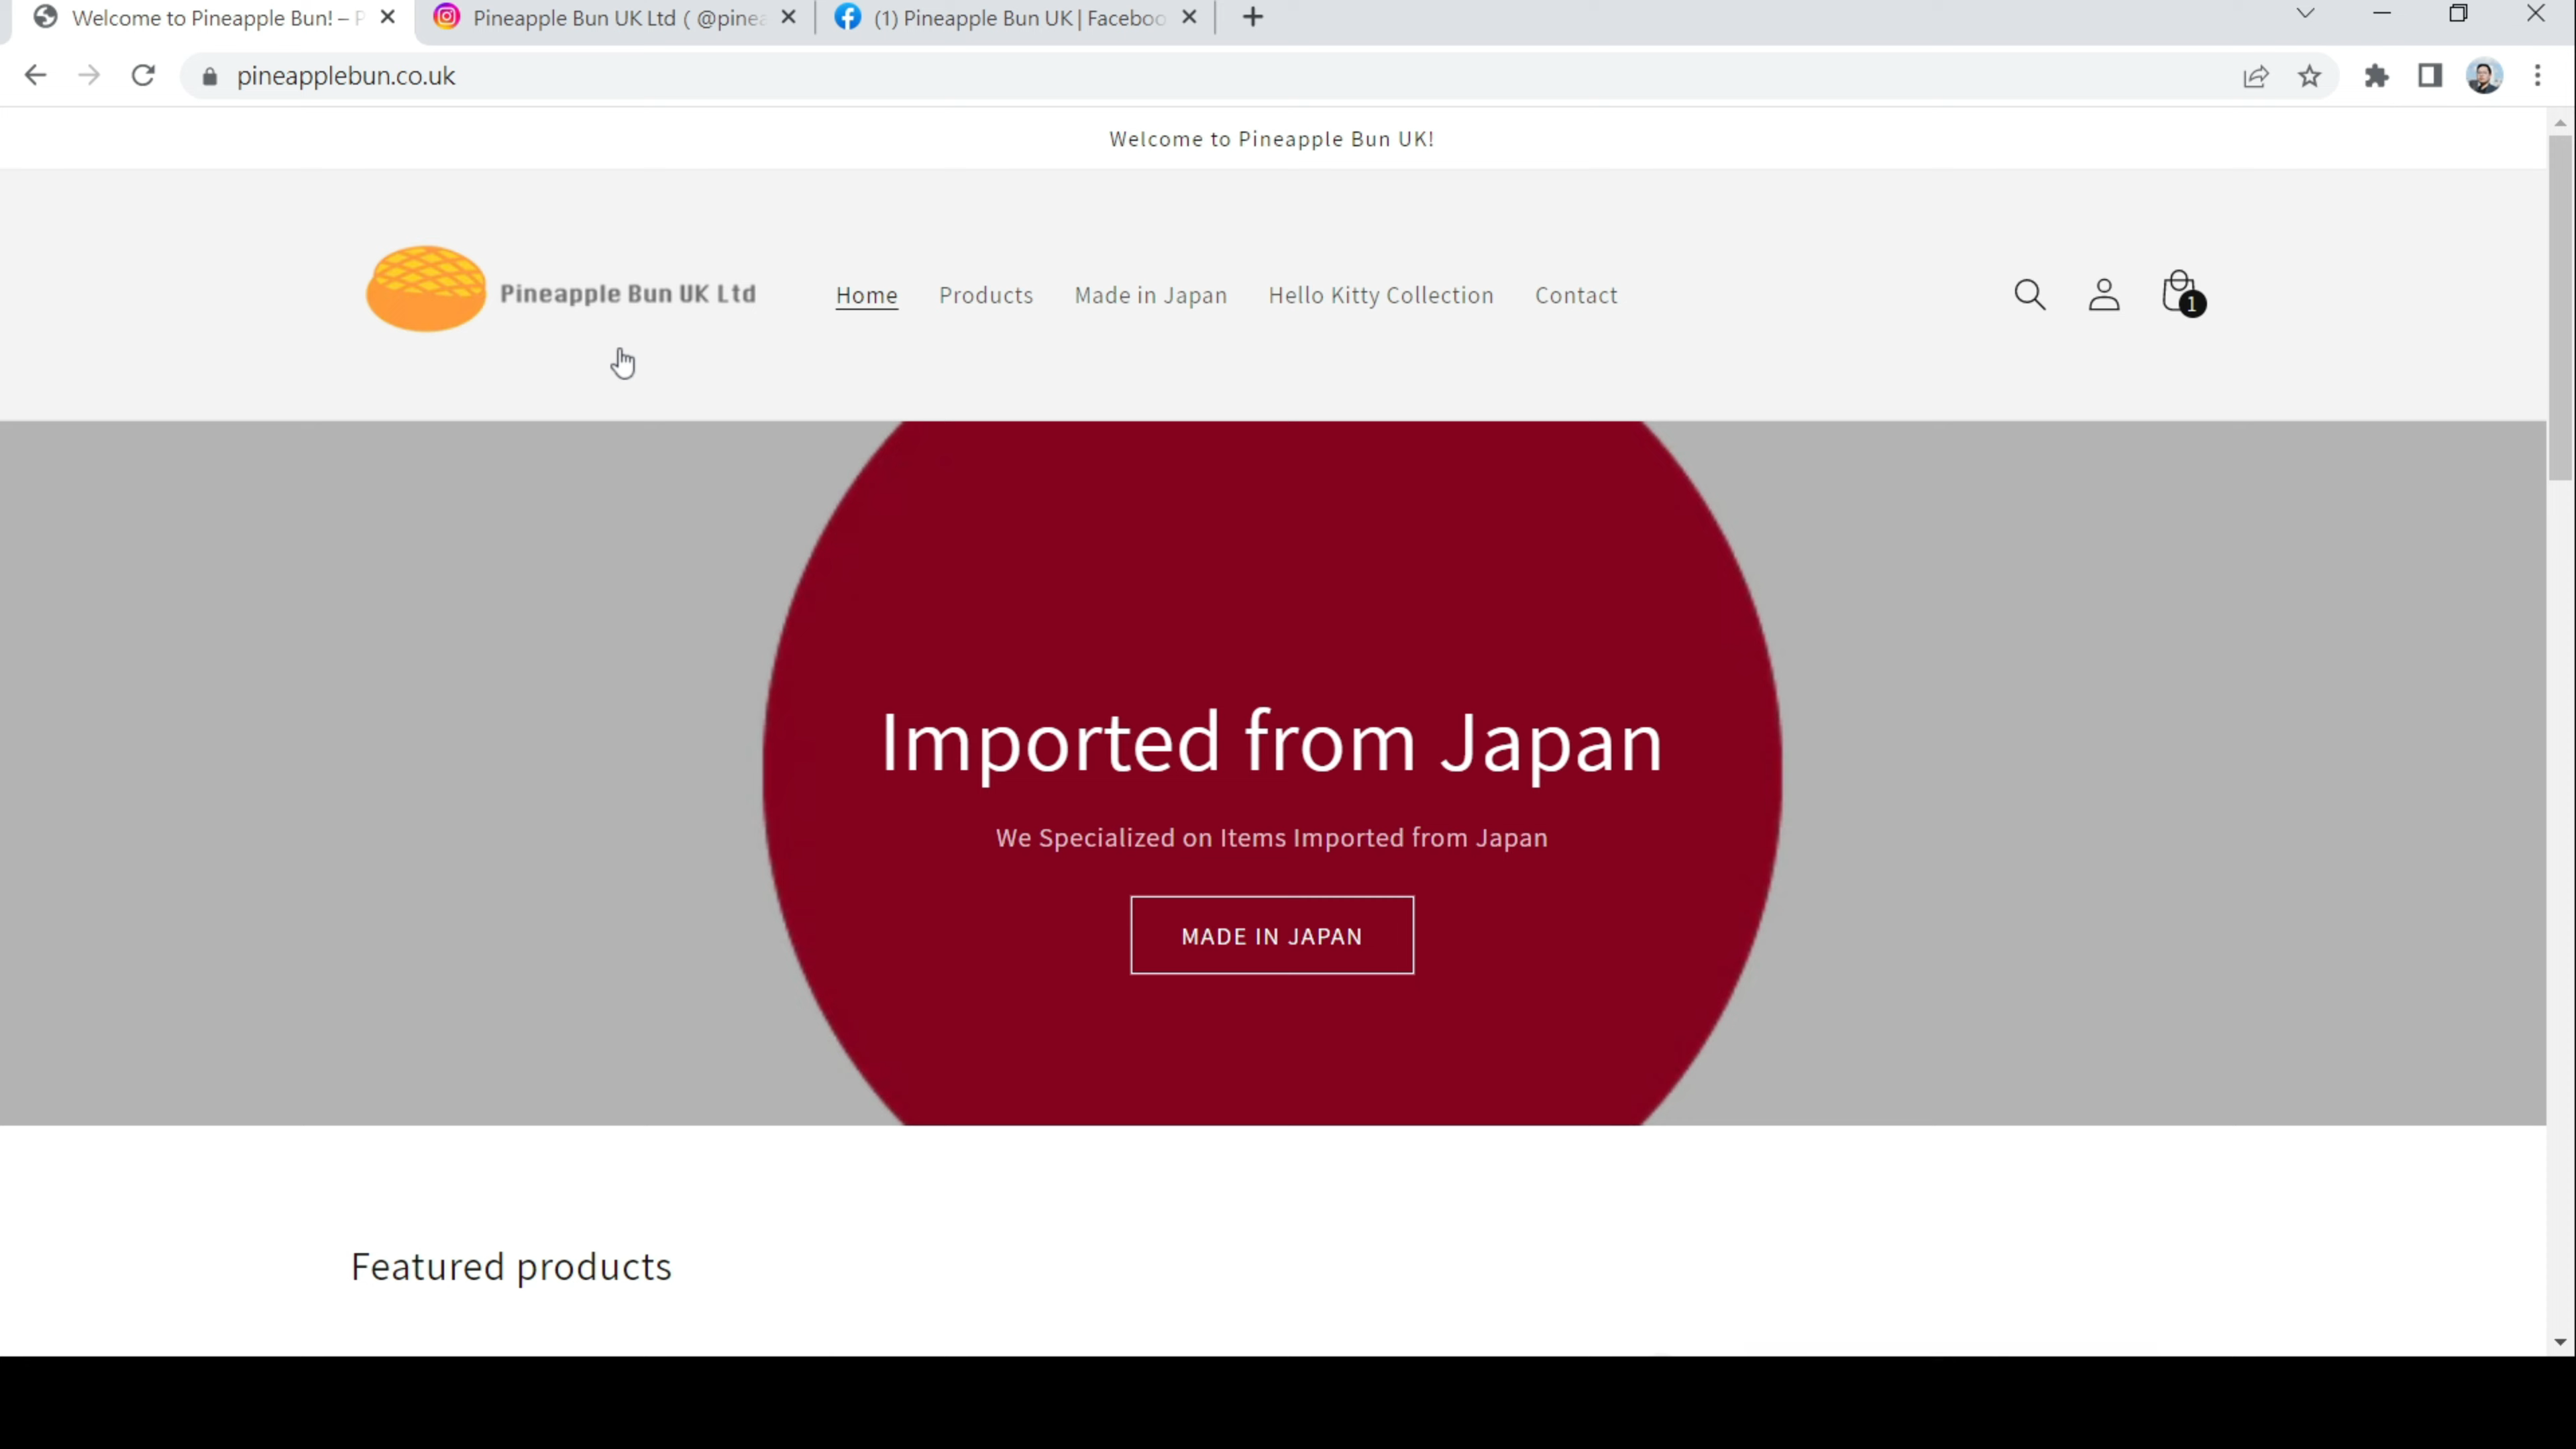 Welcome to Pineapple Bun! – P
Pineapple Bun UK Ltd ( @pinea
(1) Pineapple Bun UK | Faceboo
pineapplebun.co.uk
Welcome to Pineapple Bun UK!
Pineapple Bun UK Ltd
Home
Products
Made in Japan
Hello Kitty Collection
Contact
1
Imported from Japan
We Specialized on Items Imported from Japan
MADE IN JAPAN
Featured products